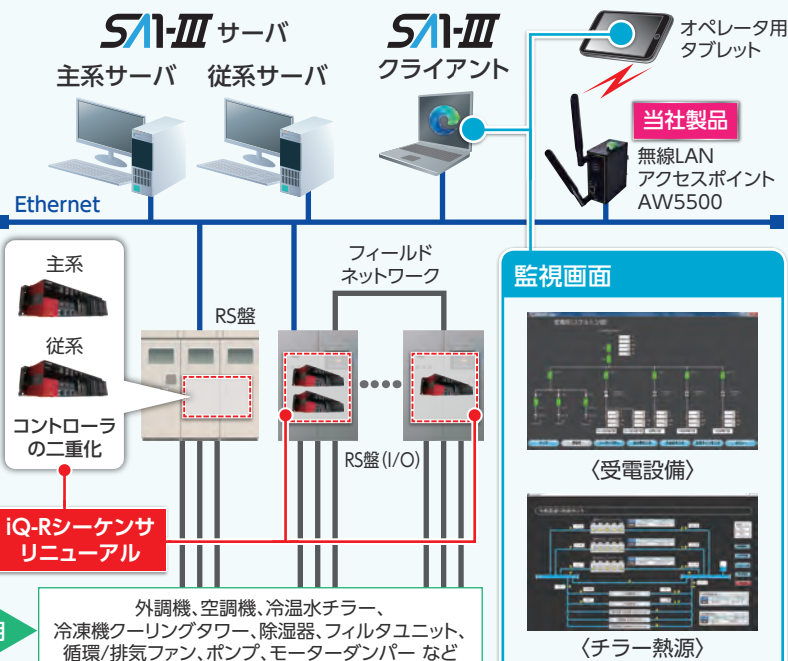 SA1-Ⅲ サーバ
主系サーバ
従系サーバ
SA1-Ⅲ
クライアント
オペレータ用
タブレット
当社製品
無線LAN
アクセスポイント
AW5500
Ethernet
主系
従系
コントローラ
の二重化
RS盤
フィールド
ネットワーク
RS盤(I/O)
iQ-Rシーケンサ
リニューアル
監視画面
〈受電設備〉
〈チラー熱源〉
用
外調機、空調機、冷温水チラー、
冷凍機クーリングタワー、除湿器、フィルタユニット、
循環/排気ファン、ポンプ、モーターダンパー など